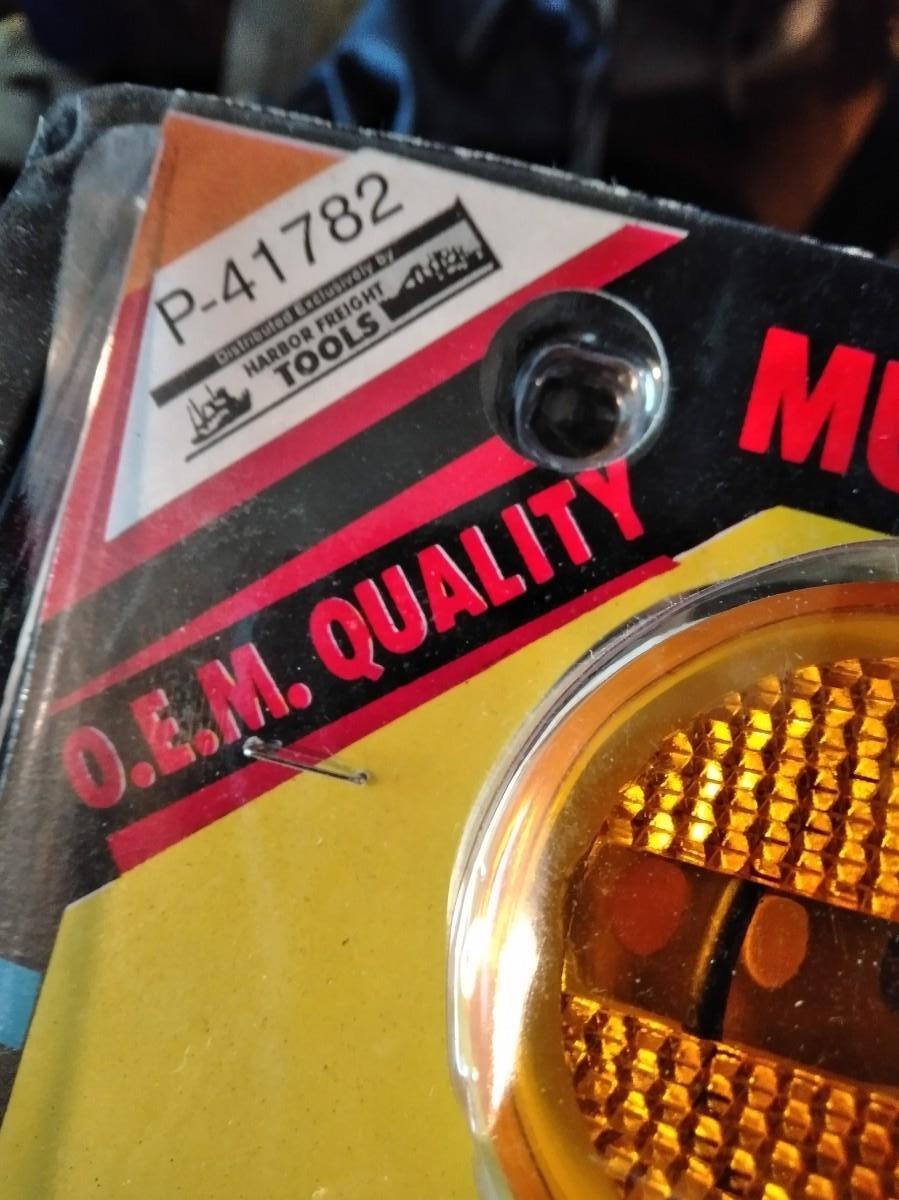 P-41782
Distributed Exclusively by
HARBOR FREIGHT
TOOLS
O.E.M. QUALITY
MU